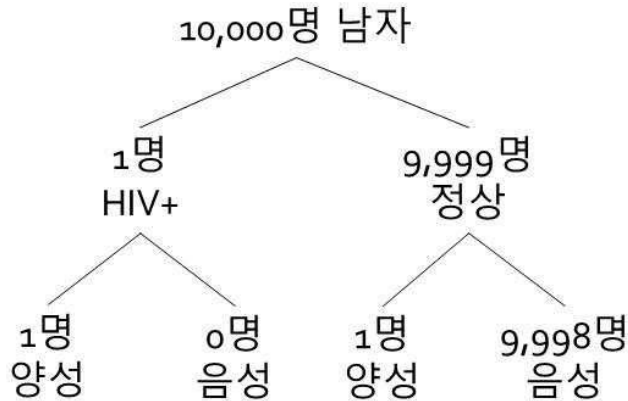 10,000명 남자
1명 9,999명
HIV+ 정상
1명 0명 1명 9,998명
양성 음성 양성 음성